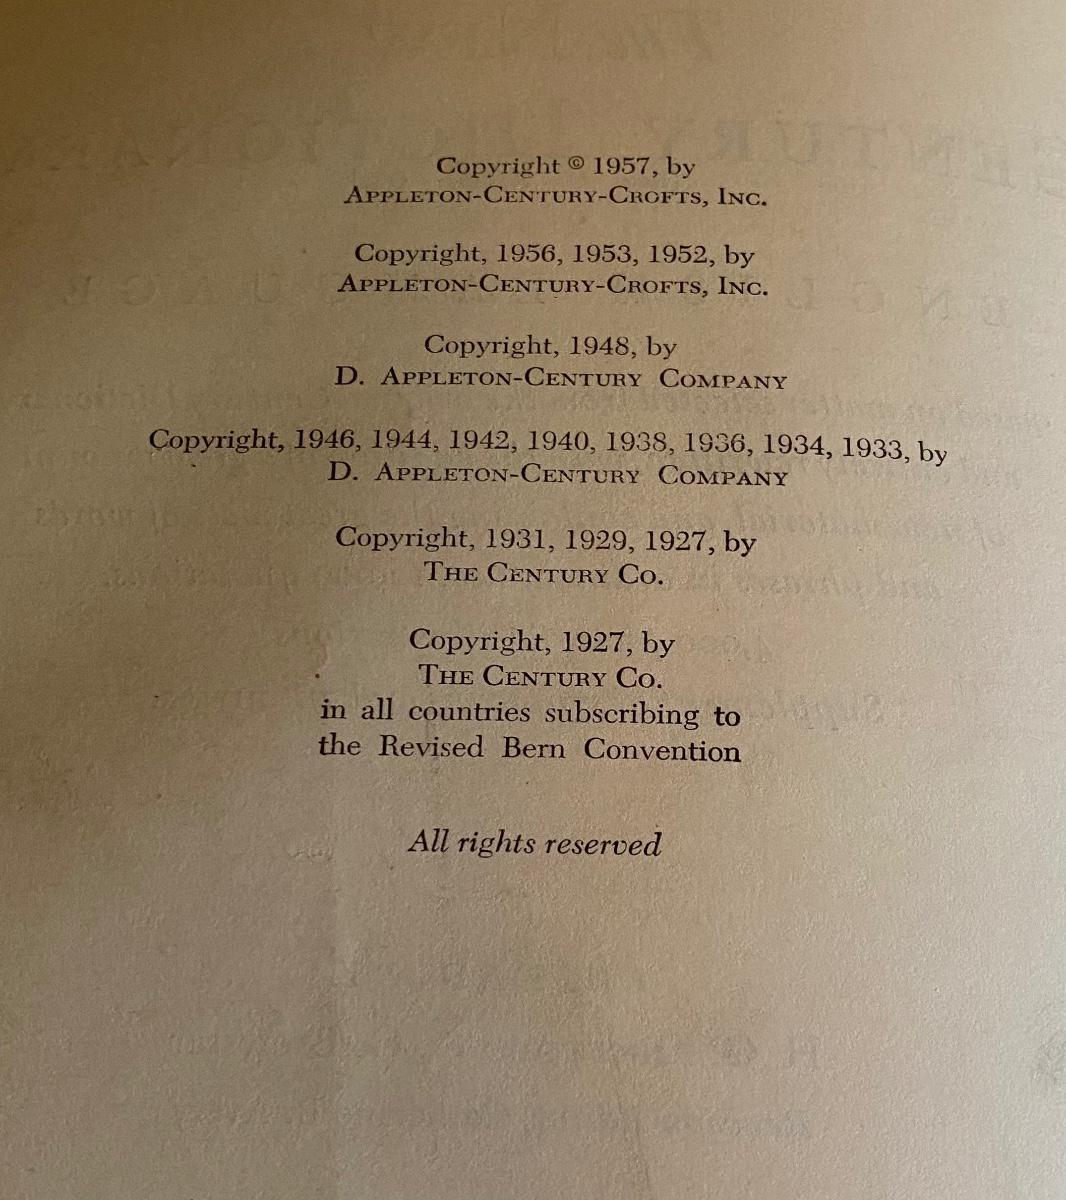 Copyright © 1957, by
APPLETON-CENTURY-CROFTS, INC.
Copyright, 1956, 1953, 1952, by
APPLETON-CENTURY-CROFTS, INC.
Copyright, 1948, by
D. APPLETON-CENTURY COMPANY
Copyright, 1946, 1944, 1942, 1940, 1938, 1936, 1934, 1933, by
D. APPLETON-CENTURY COMPANY
Copyright, 1931, 1929, 1927, by
THE CENTURY CO.
Copyright, 1927, by
THE CENTURY CO.
in all countries subscribing to
the Revised Bern Convention
All rights reserved